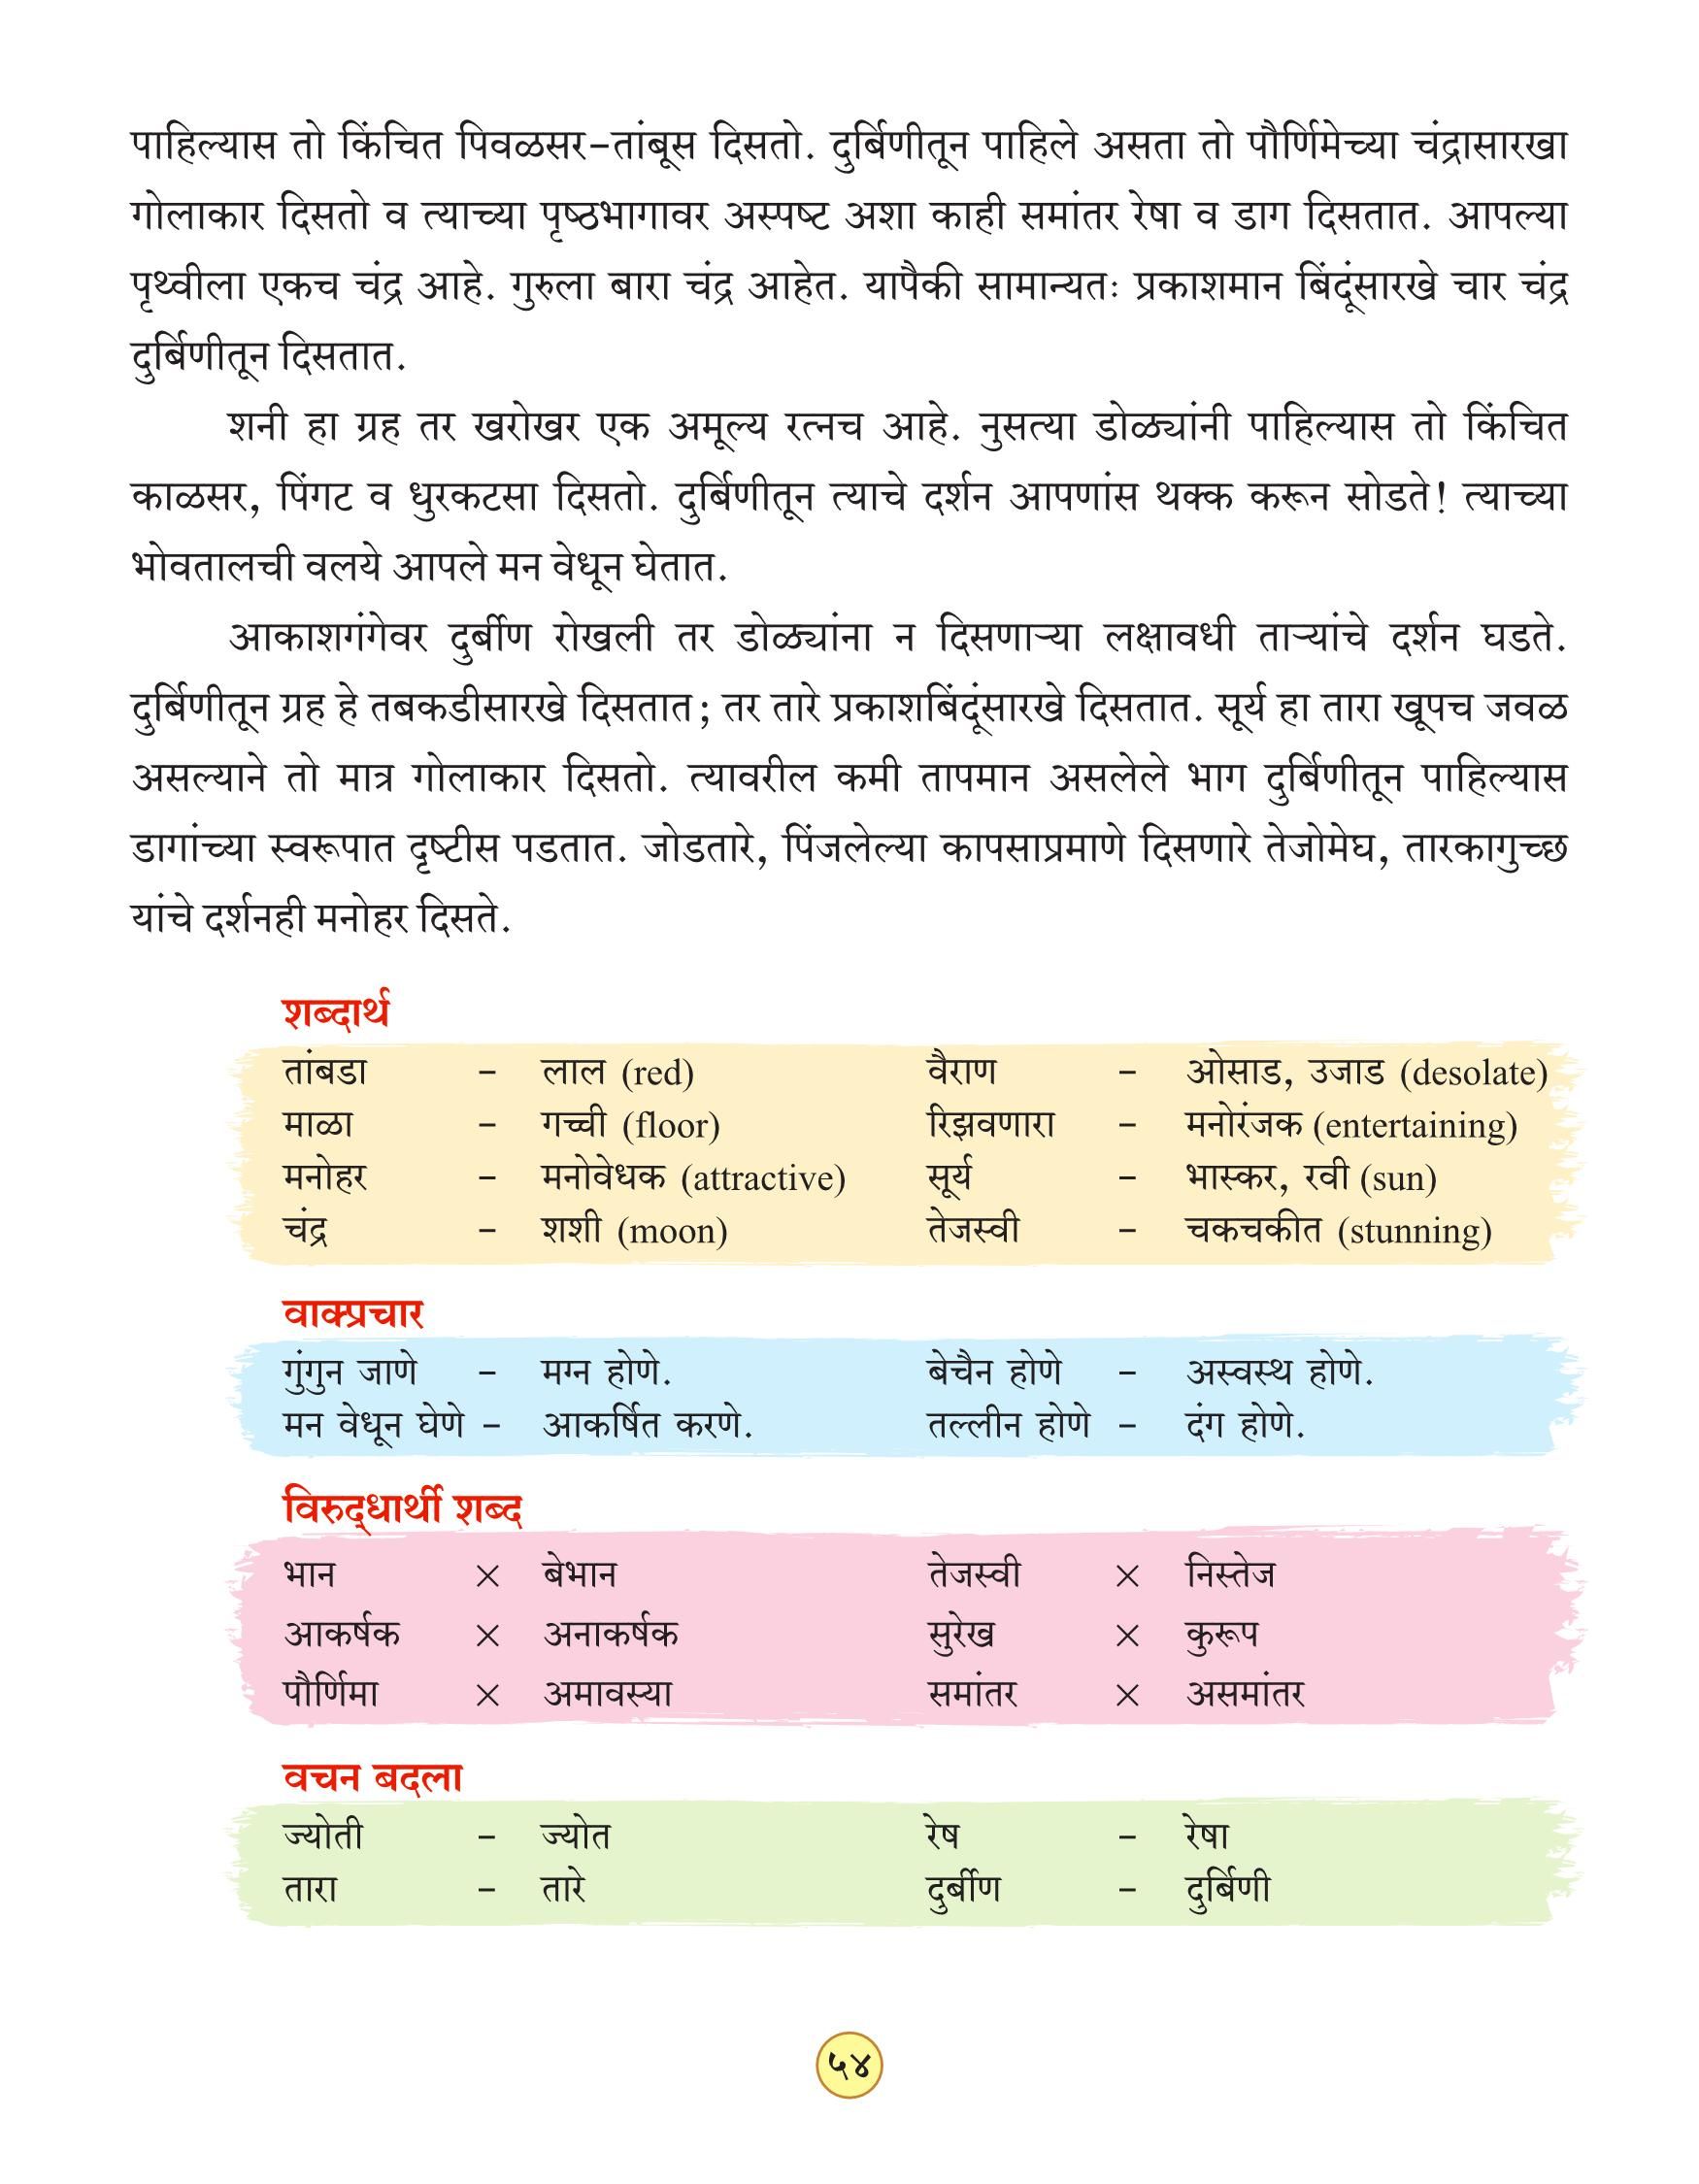 पाहिल्यास तो किंचित पिवळसर-तांबूस दिसतो. दुर्बिणीतून पाहिले असता तो पौर्णिमेच्या चंद्रासारखा
गोलाकार दिसतो व त्याच्या पृष्ठभागावर अस्पष्ट अशा काही समांतर रेषा व डाग दिसतात. आपल्या
पृथ्वीला एकच चंद्र आहे. गुरुला बारा चंद्र आहेत. यापैकी सामान्यतः प्रकाशमान बिंदूंसारखे चार चंद्र
दुर्बिणीतून दिसतात.
शनी हा ग्रह तर खरोखर एक अमूल्य रत्नच आहे. नुसत्या डोळ्यांनी पाहिल्यास तो किंचित
काळसर, पिंगट व धुरकटसा दिसतो. दुर्बिणीतून त्याचे दर्शन आपणांस थक्क करून सोडते! त्याच्या
भोवतालची वलये आपले मन वेधून घेतात.
आकाशगंगेवर दुर्बीण रोखली तर डोळ्यांना न दिसणाऱ्या लक्षावधी ताऱ्यांचे दर्शन घडते.
दुर्बिणीतून ग्रह हे तबकडीसारखे दिसतात; तर तारे प्रकाशबिंदूंसारखे दिसतात. सूर्य हा तारा खूपच जवळ
असल्याने तो मात्र गोलाकार दिसतो. त्यावरील कमी तापमान असलेले भाग दुर्बिणीतून पाहिल्यास
डागांच्या स्वरूपात दृष्टीस पडतात. जोडतारे, पिंजलेल्या कापसाप्रमाणे दिसणारे तेजोमेघ, तारकागुच्छ
यांचे दर्शनही मनोहर दिसते.
शब्दार्थ
तांबडा - लाल (red) वैराण - ओसाड, उजाड (desolate)
माळा - गच्ची (floor) रिझवणारा - मनोरंजक (entertaining)
मनोहर - मनोवेधक (attractive) सूर्य - भास्कर, रवी (sun)
चंद्र - शशी (moon) तेजस्वी - चकचकीत (stunning)
वाक्प्रचार
गुंगुन जाणे - मग्न होणे. बेचैन होणे - अस्वस्थ होणे.
मन वेधून घेणे - आकर्षित करणे. तल्लीन होणे - दंग होणे.
विरुद्धार्थी शब्द
भान × बेभान तेजस्वी × निस्तेज
आकर्षक × अनाकर्षक सुरेख × कुरूप
पौर्णिमा × अमावस्या समांतर × असमांतर
वचन बदला
ज्योती - ज्योत रेष - रेषा
तारा - तारे दुर्बीण - दुर्बिणी
५४